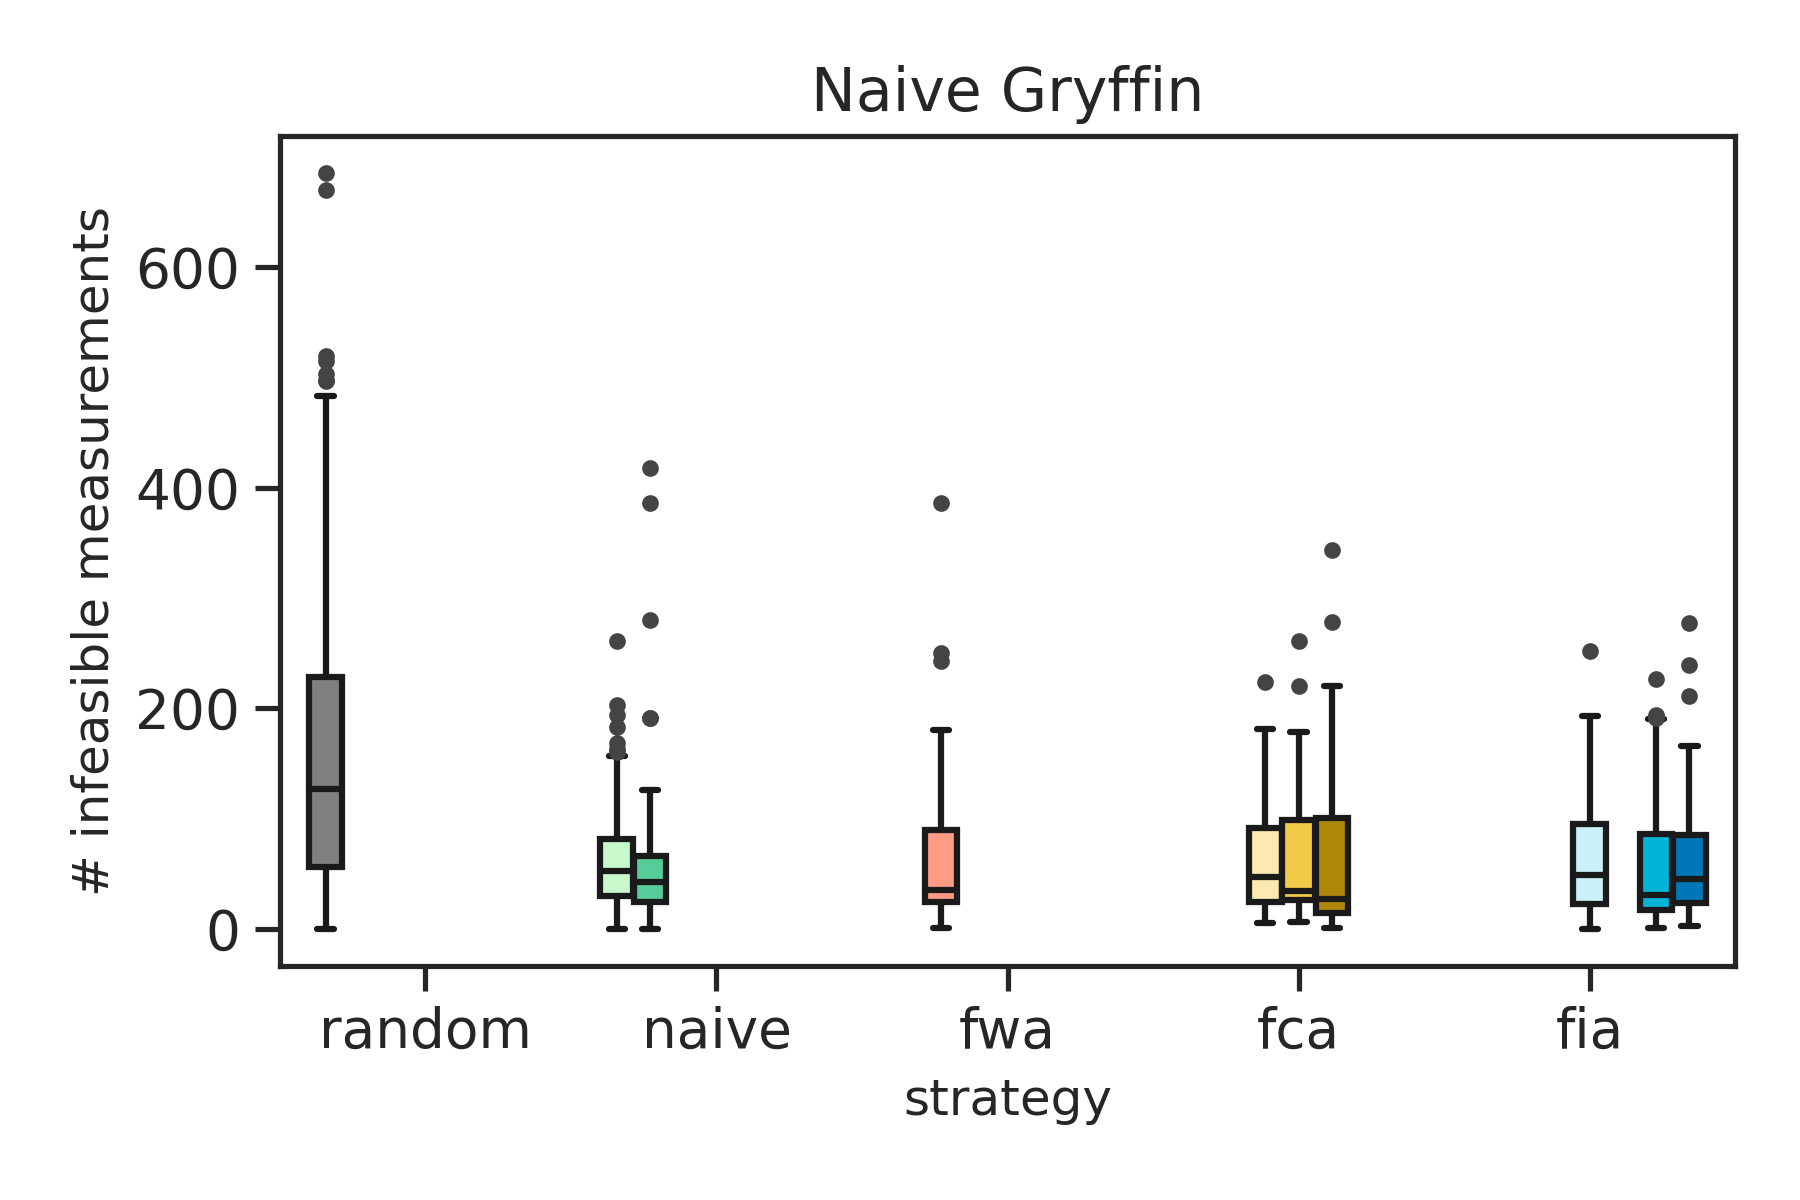 Naive Gryffin
# infeasible measurements
600
400
200
0
random
naive
fwa
fca
fia
strategy